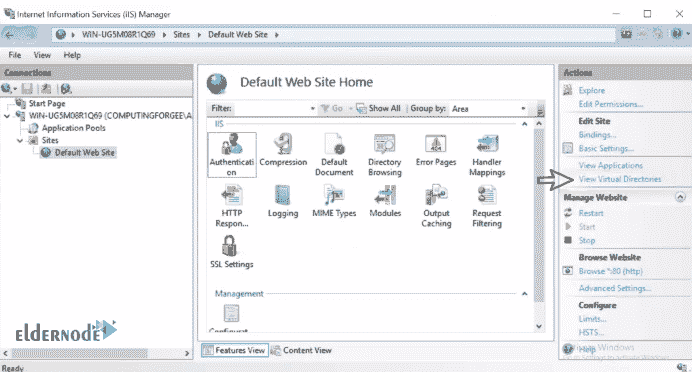 Internet Information Services (IIS) Manager
WIN-UG5M08R1Q69 Sites Default Web Site
File View Help
Connections
Start Page
WIN-UG5M08R1Q69 (COMPUTINGFORGEE\A
Application Pools
Sites
Default Web Site
Default Web Site Home
Filter: Go Show All Group by: Area
IIS
Authenticati
on
Compression
Default
Document
Directory
Browsing
Error Pages
Handler
Mappings
HTTP
Respon...
Logging
MIME Types
Modules
Output
Caching
Request
Filtering
SSL Settings
Management
Configurat
Features View Content View
Actions
Explore
Edit Permissions...
Edit Site
Bindings...
Basic Settings...
View Applications
View Virtual Directories
Manage Website
Restart
Start
Stop
Browse Website
Browse *:80 (http)
Advanced Settings...
Configure
Limits...
HSTS...
Help
ELDERNODE
Ready